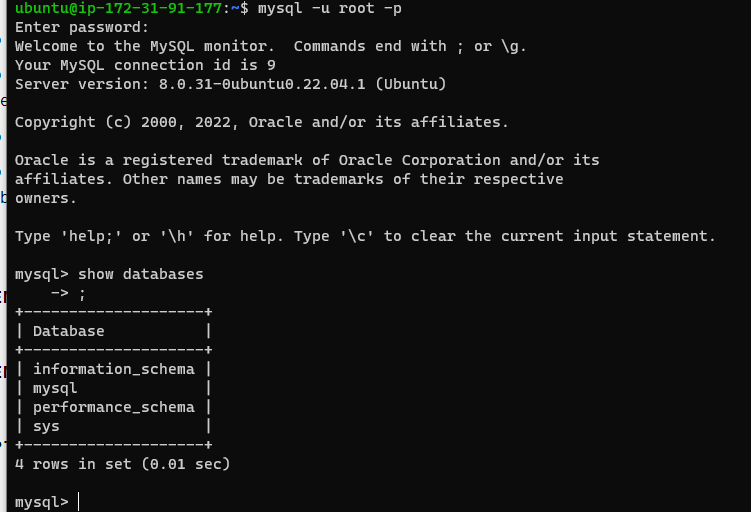 ubuntu@ip-172-31-91-177:~$ mysql -u root -p
Enter password:
Welcome to the MySQL monitor.  Commands end with ; or \g.
Your MySQL connection id is 9
Server version: 8.0.31-0ubuntu0.22.04.1 (Ubuntu)

Copyright (c) 2000, 2022, Oracle and/or its affiliates.

Oracle is a registered trademark of Oracle Corporation and/or its
affiliates. Other names may be trademarks of their respective
owners.

Type 'help;' or '\h' for help. Type '\c' to clear the current input statement.

mysql> show databases
    -> ;
+--------------------+
| Database           |
+--------------------+
| information_schema |
| mysql              |
| performance_schema |
| sys                |
+--------------------+
4 rows in set (0.01 sec)

mysql>